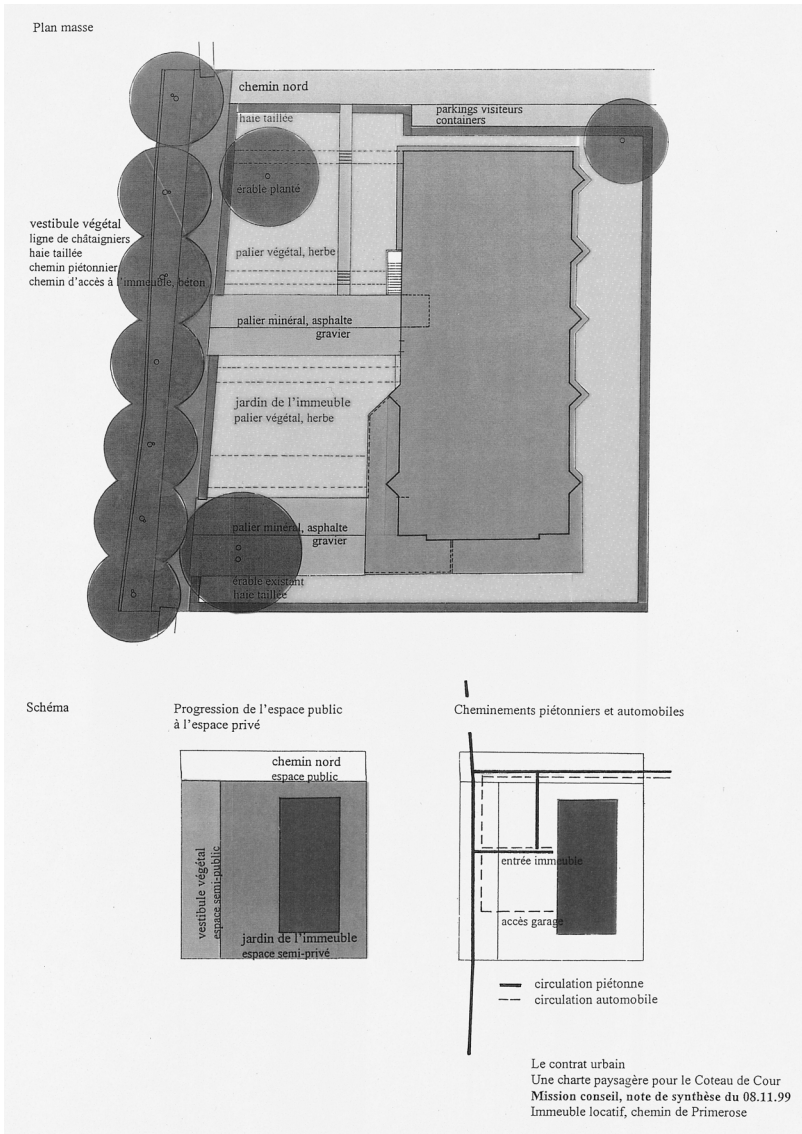 Plan masse
chemin nord
haie taillée
parkings visiteurs
containers
érable planté
vestibule végétal
ligne de châtaigniers
haie taillée
chemin piétonnier
chemin d'accès à l'immeuble, béton
palier végétal, herbe
palier minéral, asphalte
gravier
jardin de l'immeuble
palier végétal, herbe
palier minéral, asphalte
gravier
érable existant
haie taillée
Schéma
Progression de l'espace public
à l'espace privé
chemin nord
espace public
vestibule végétal
espace semi-public
jardin de l'immeuble
espace semi-privé
Cheminements piétonniers et automobiles
entrée immeuble
accès garage
circulation piétonne
circulation automobile
Le contrat urbain
Une charte paysagère pour le Coteau de Cour
Mission conseil, note de synthèse du 08.11.99
Immeuble locatif, chemin de Primerose